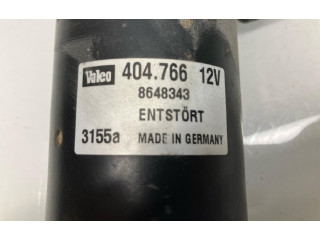 Valeo 404.766 12V
8648343
ENTSTÖRT
3155a MADE IN GERMANY